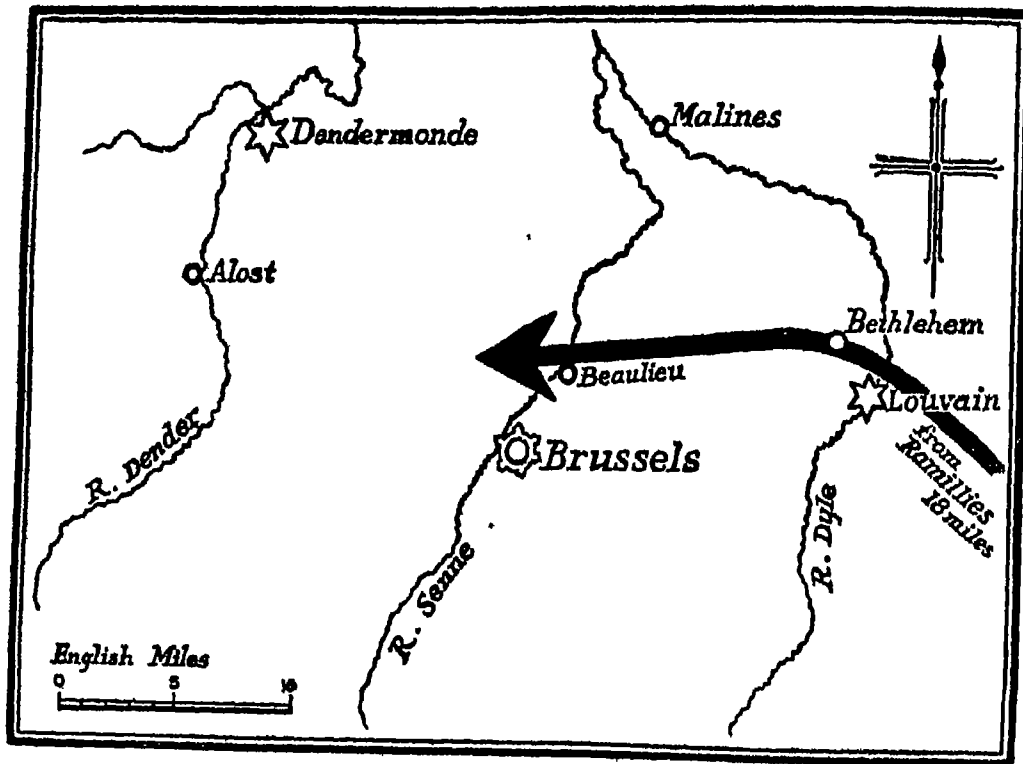 Dendermonde
Malines
Alost
Bethlehem
Beaulieu
Louvain
from
Ramillies
18 miles
Brussels
R. Dender
R. Dyle
R. Senne
English Miles
0 5 10